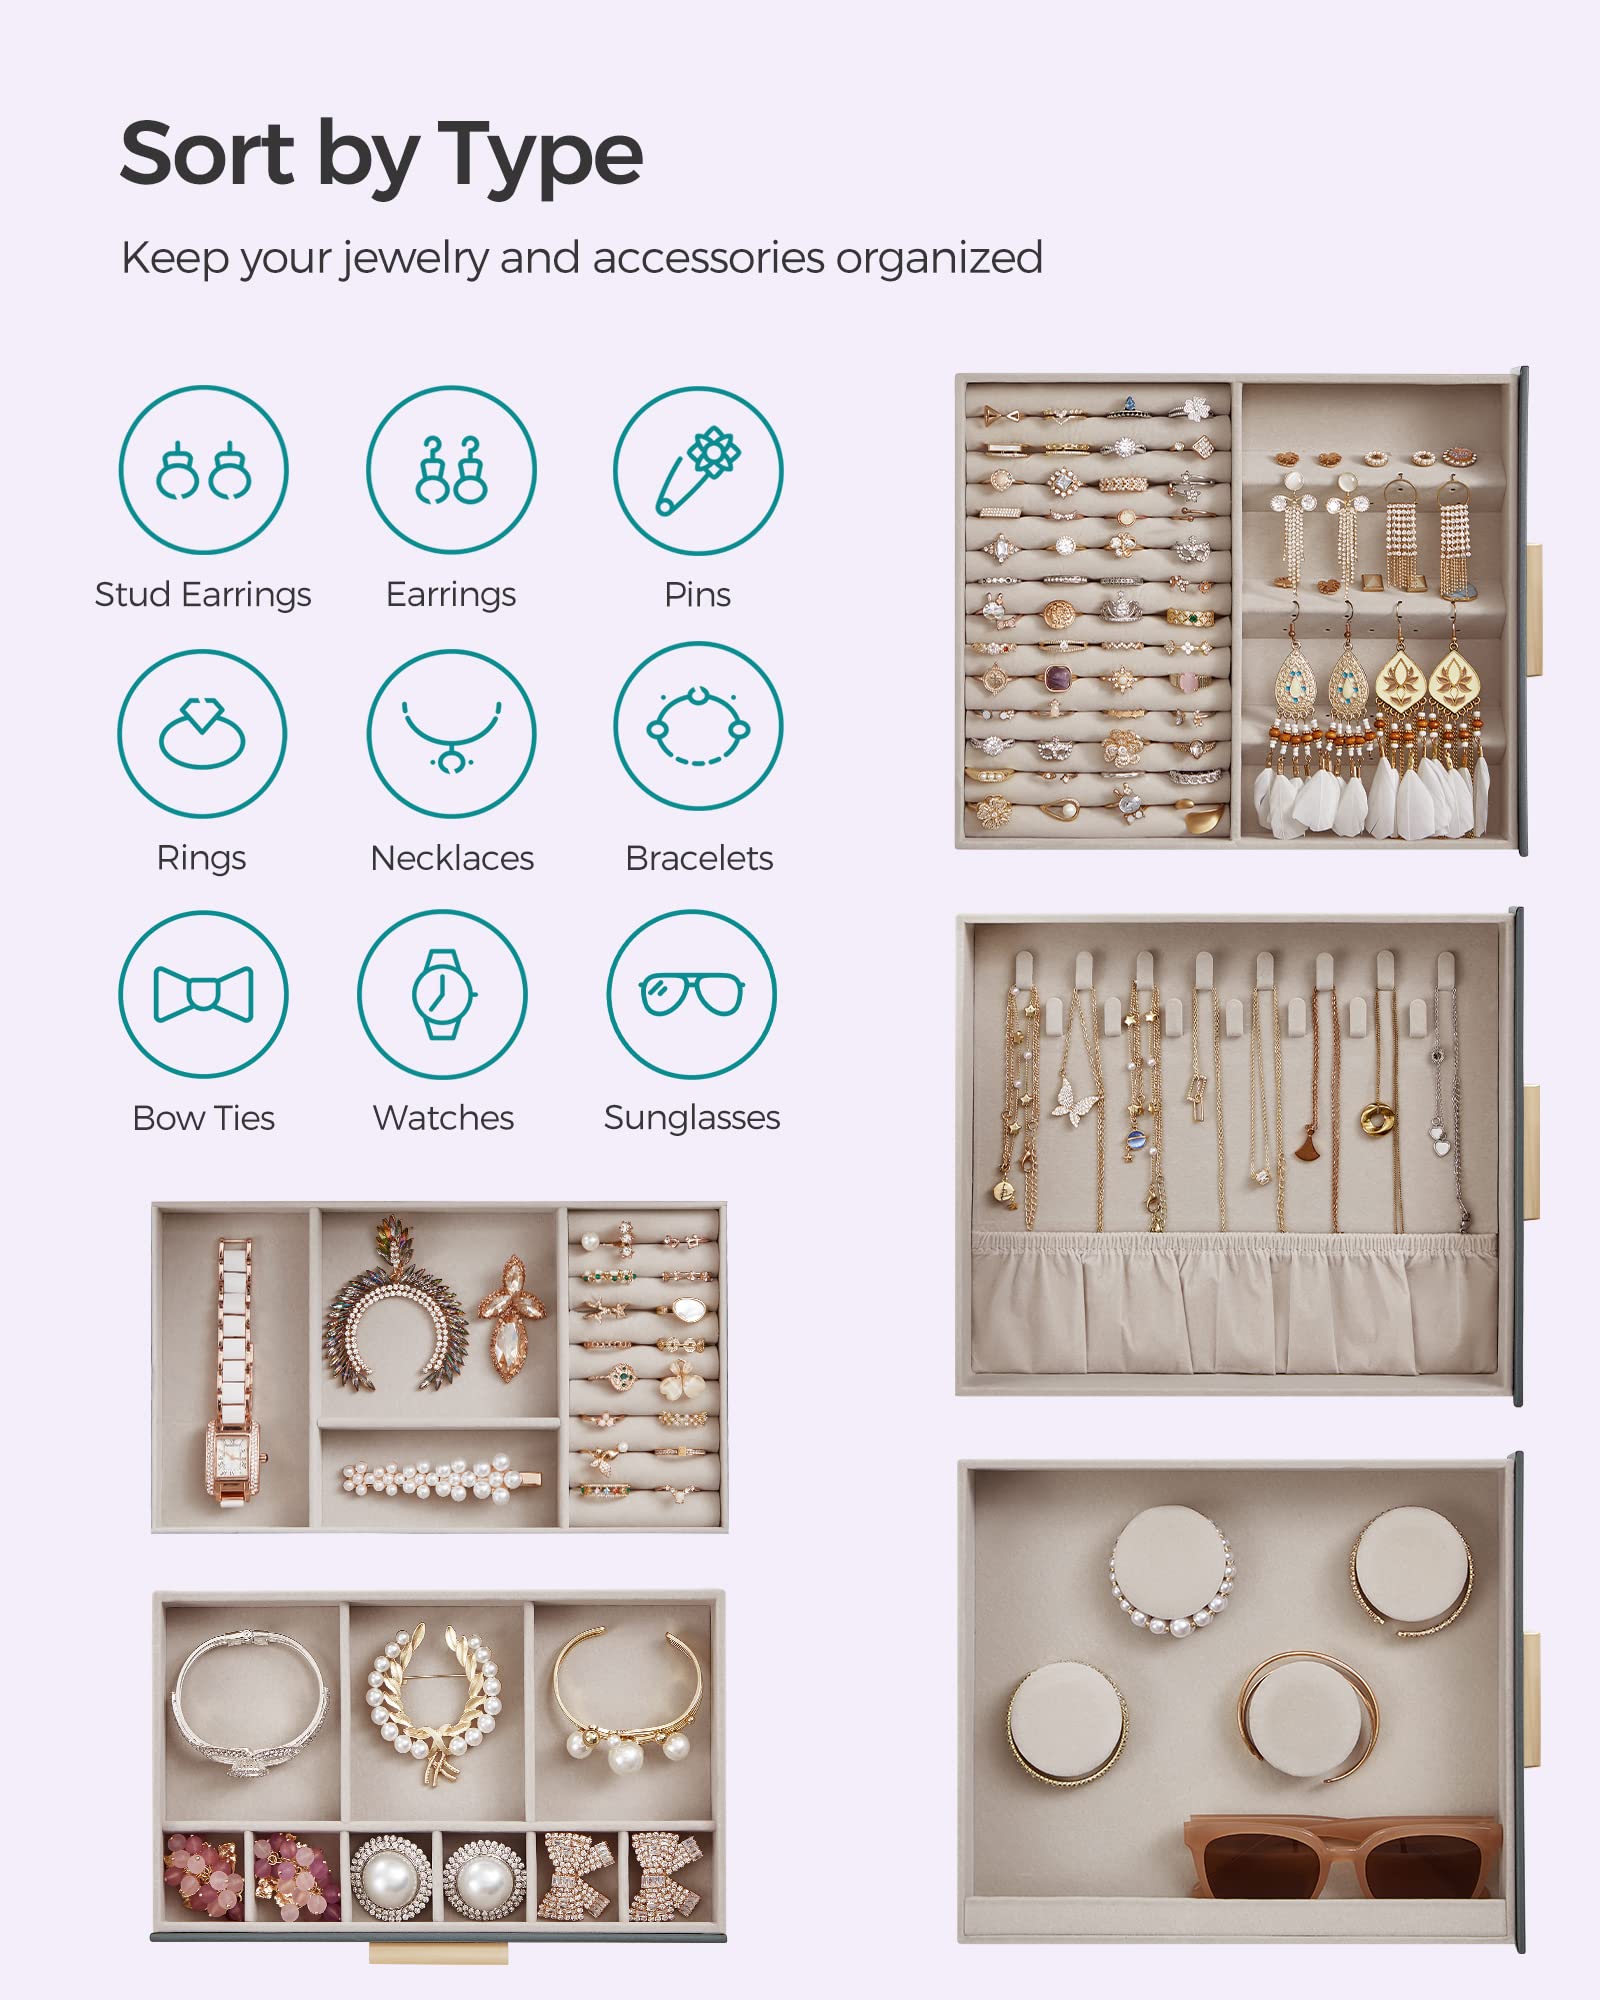 Sort by Type
Keep your jewelry and accessories organized
Stud Earrings
Earrings
Pins
Rings
Necklaces
Bracelets
Bow Ties
Watches
Sunglasses